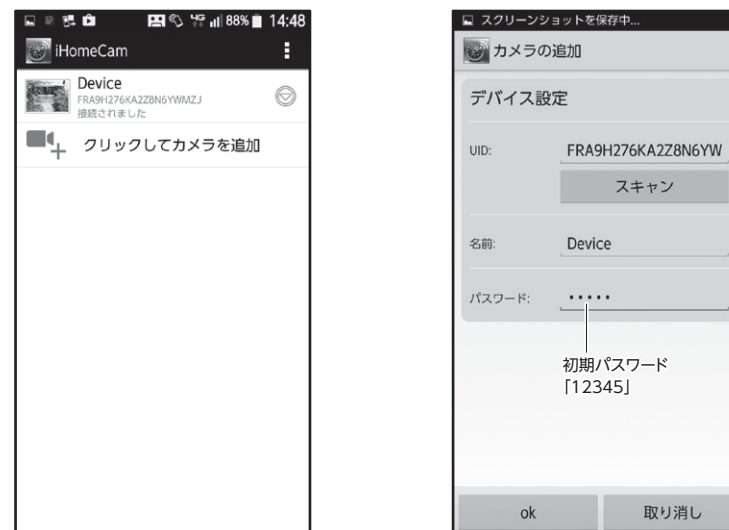 88% 14:48
iHomeCam
Device
FRA9H276KA2Z8N6YWMZJ
接続されました
クリックしてカメラを追加
スクリーンショットを保存中...
カメラの追加
デバイス設定
UID: FRA9H276KA2Z8N6YW
スキャン
名前: Device
パスワード: •••••
初期パスワード
「12345」
ok 取り消し